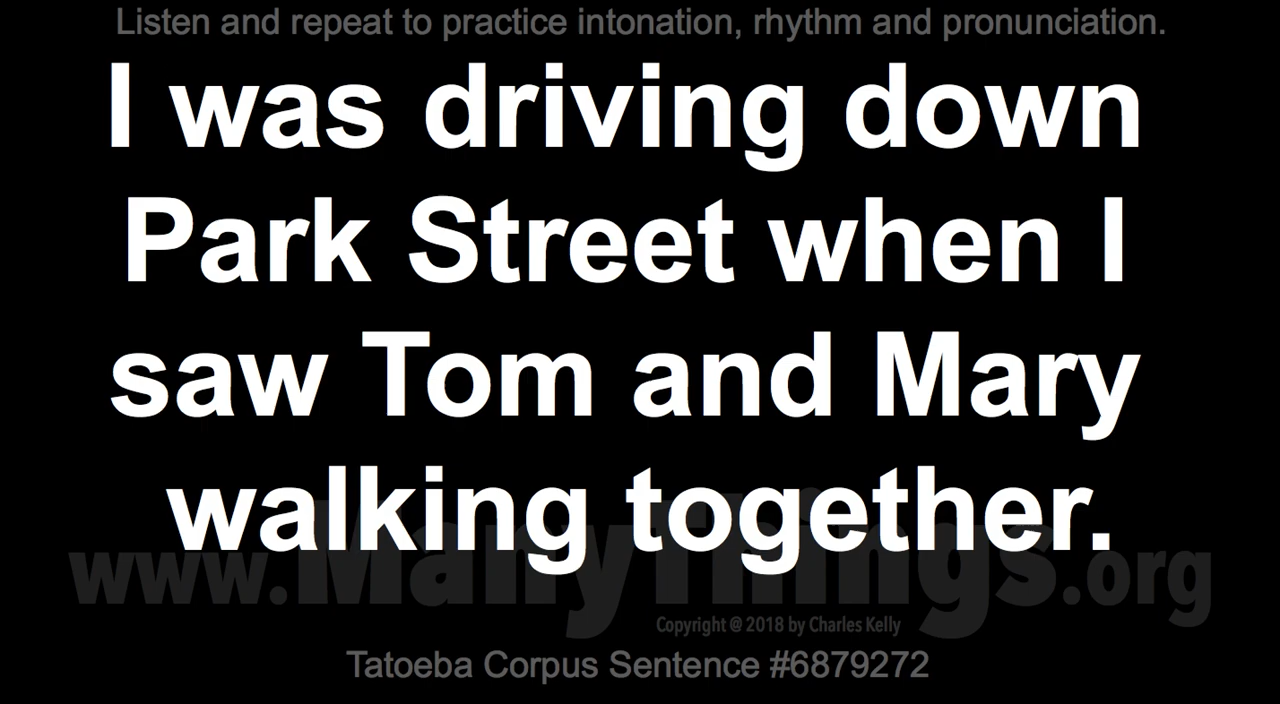 Listen and repeat to practice intonation, rhythm and pronunciation.
I was driving down
Park Street when I
saw Tom and Mary
walking together.
www.ManyThings.org
Copyright @ 2018 by Charles Kelly
Tatoeba Corpus Sentence #6879272